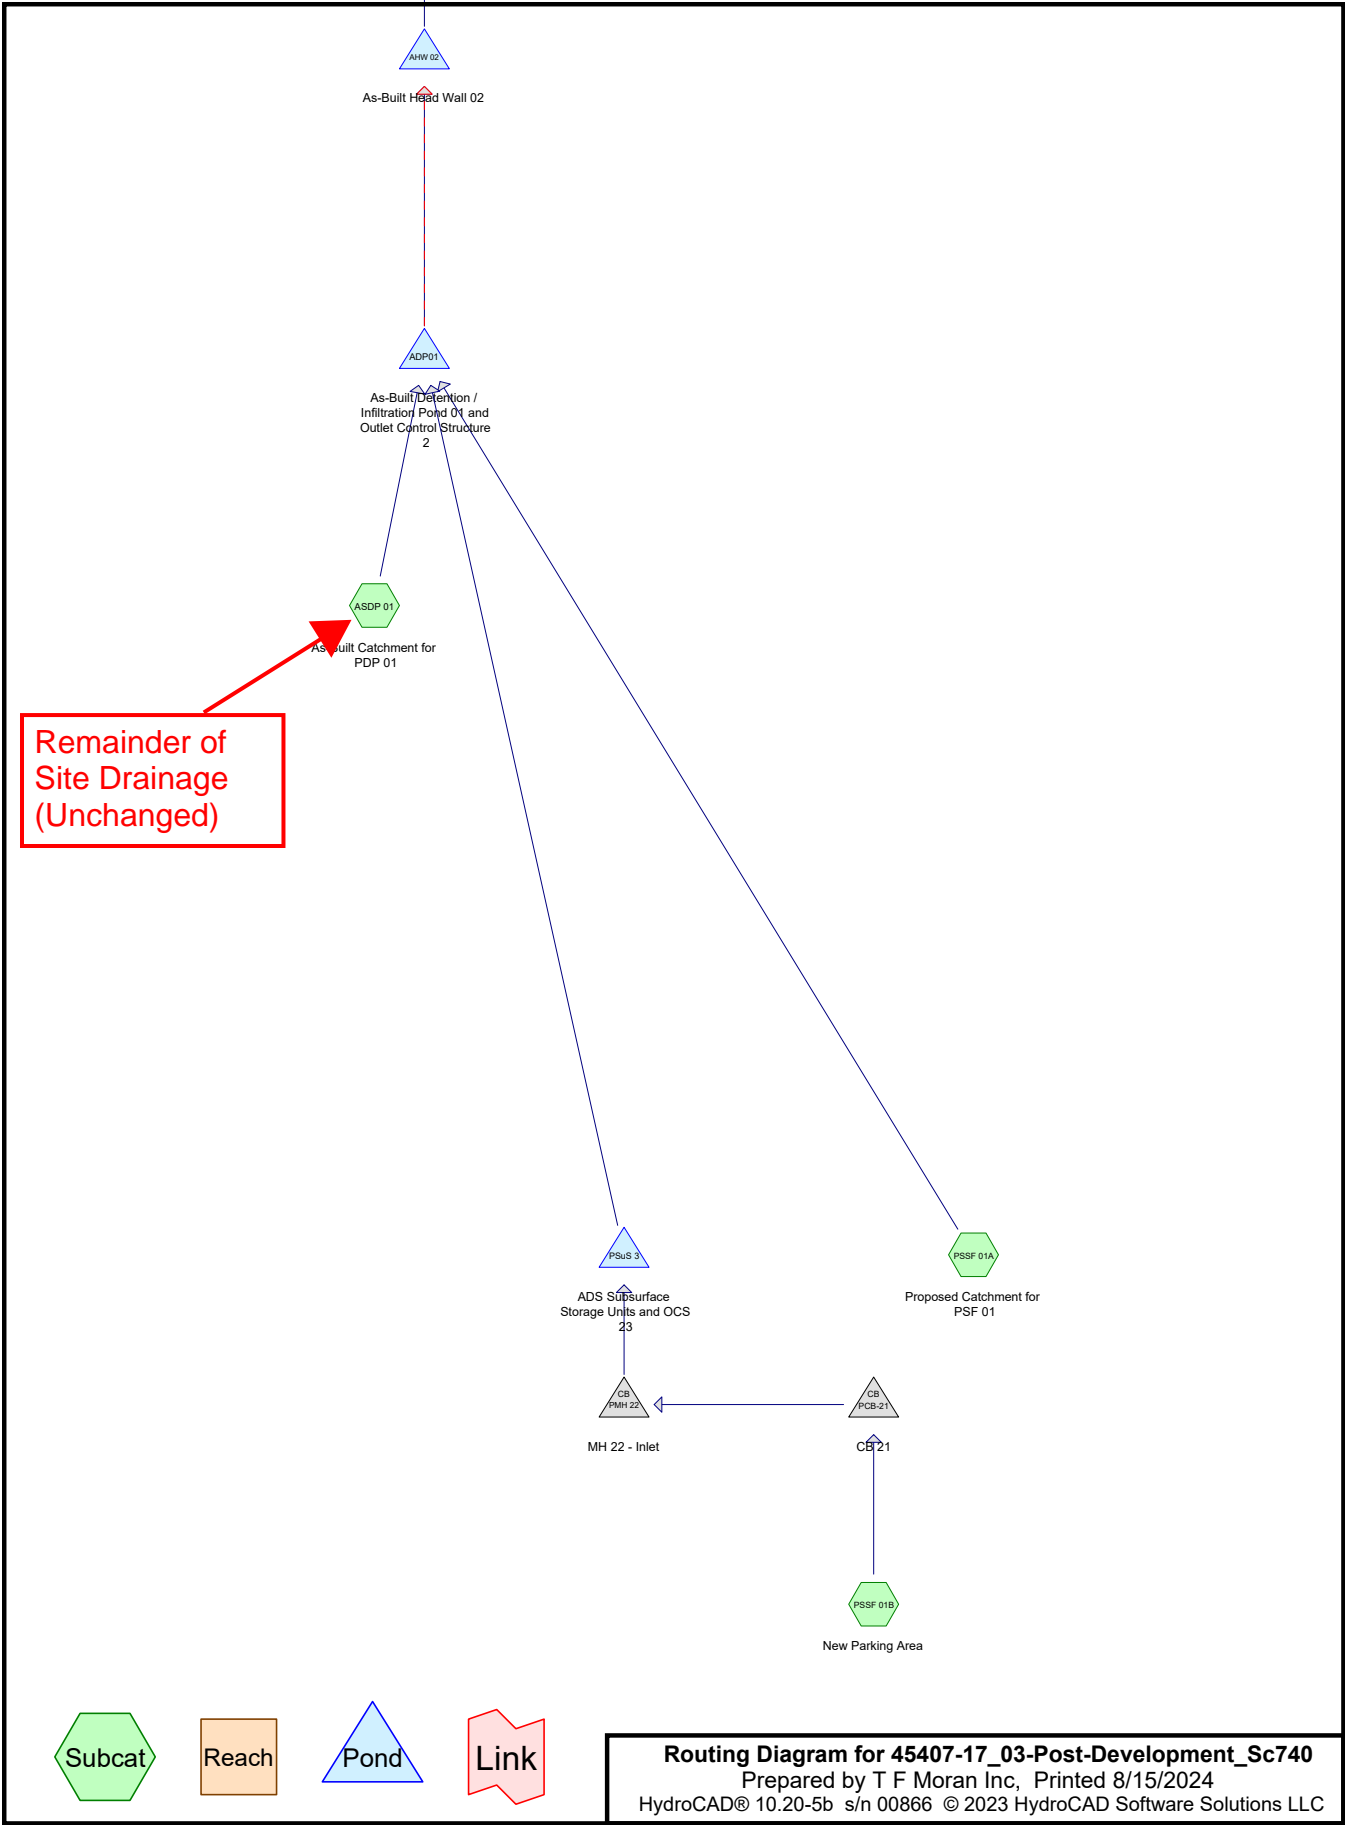 AHW 02
As-Built Head Wall 02
ADP01
As-Built Detention /
Infiltration Pond 01 and
Outlet Control Structure
2
ASDP 01
As-Built Catchment for
PDP 01
Remainder of
Site Drainage
(Unchanged)
PSuS 3
ADS Subsurface
Storage Units and OCS
23
PSSF 01A
Proposed Catchment for
PSF 01
CB
PMH 22
MH 22 - Inlet
CB
PCB-21
CB 21
PSSF 01B
New Parking Area
Subcat
Reach
Pond
Link
Routing Diagram for 45407-17_03-Post-Development_Sc740
Prepared by T F Moran Inc, Printed 8/15/2024
HydroCAD® 10.20-5b s/n 00866 © 2023 HydroCAD Software Solutions LLC